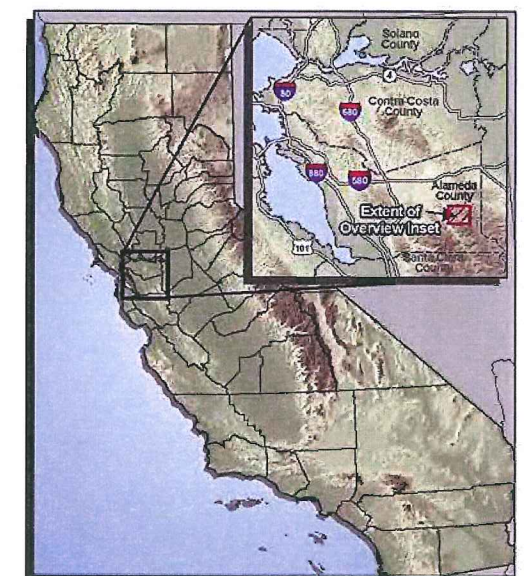 Solano
County
4
80
Contra Costa
County
680
880
580
Alameda
County
Extent of
Overview Inset
101
Santa Clara
County